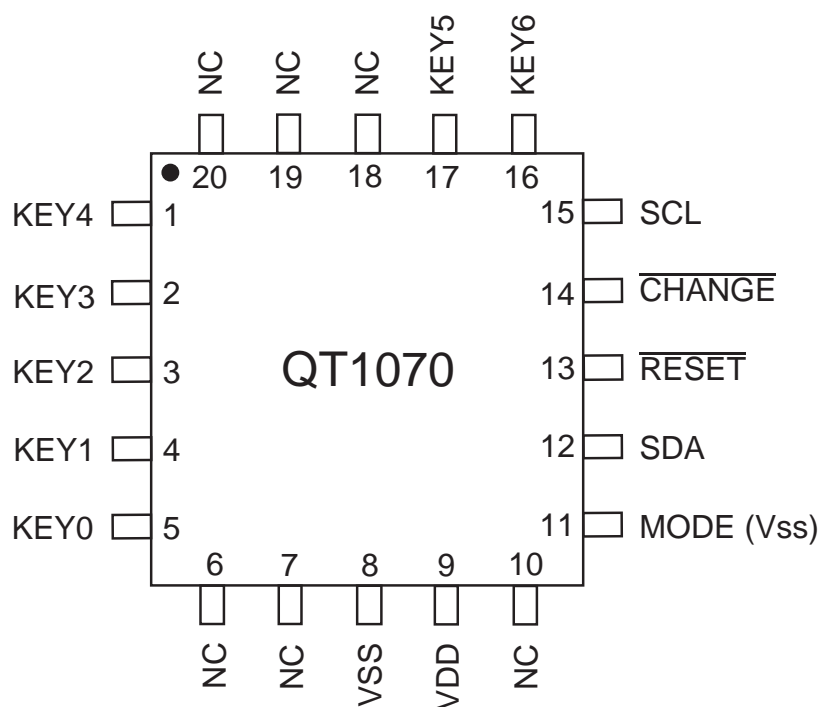 NC NC NC KEY5 KEY6
20 19 18 17 16
KEY4 1 15 SCL
KEY3 2 14 CHANGE
KEY2 3 QT1070 13 RESET
KEY1 4 12 SDA
KEY0 5 11 MODE (Vss)
6 7 8 9 10
NC NC VSS VDD NC